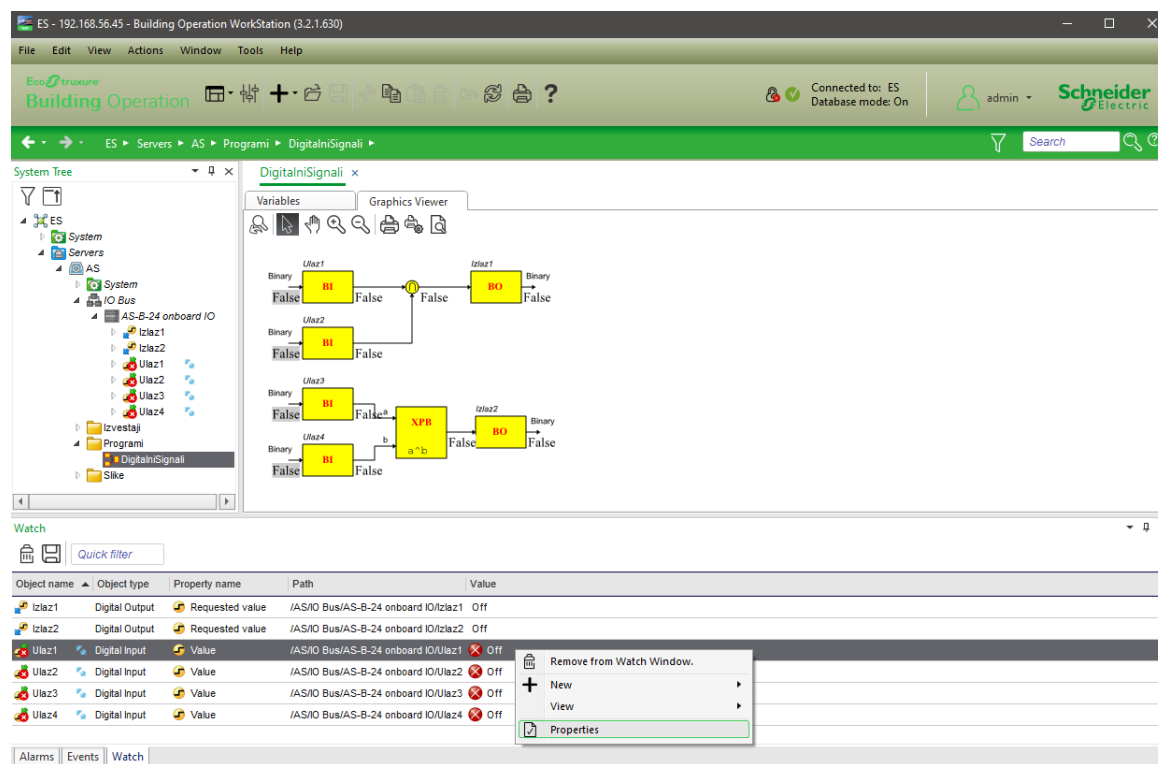 ES - 192.168.56.45 - Building Operation WorkStation (3.2.1.630)
File Edit View Actions Window Tools Help
EcoStruxure
Building Operation
Connected to: ES
Database mode: On
admin
Schneider
Electric
ES Servers AS Programi DigitalniSignali
Search
System Tree
ES
System
Servers
AS
System
IO Bus
AS-B-24 onboard IO
Izlaz1
Izlaz2
Ulaz1
Ulaz2
Ulaz3
Ulaz4
Izvestaji
Programi
DigitalniSignali
Slike
DigitalniSignali
Variables Graphics Viewer
Ulaz1 Izlaz1
Binary BI BO Binary
False False False False
Ulaz2
Binary BI
False False
Ulaz3
Binary BI
False False a XPB Izlaz2
Ulaz4 BO Binary
Binary BI b a^b False False
False False
Watch
Quick filter
Object name Object type Property name Path Value
Izlaz1 Digital Output Requested value /AS/IO Bus/AS-B-24 onboard IO/Izlaz1 Off
Izlaz2 Digital Output Requested value /AS/IO Bus/AS-B-24 onboard IO/Izlaz2 Off
Ulaz1 Digital Input Value /AS/IO Bus/AS-B-24 onboard IO/Ulaz1 Off
Ulaz2 Digital Input Value /AS/IO Bus/AS-B-24 onboard IO/Ulaz2 Off
Ulaz3 Digital Input Value /AS/IO Bus/AS-B-24 onboard IO/Ulaz3 Off
Ulaz4 Digital Input Value /AS/IO Bus/AS-B-24 onboard IO/Ulaz4 Off
Remove from Watch Window.
New
View
Properties
Alarms Events Watch